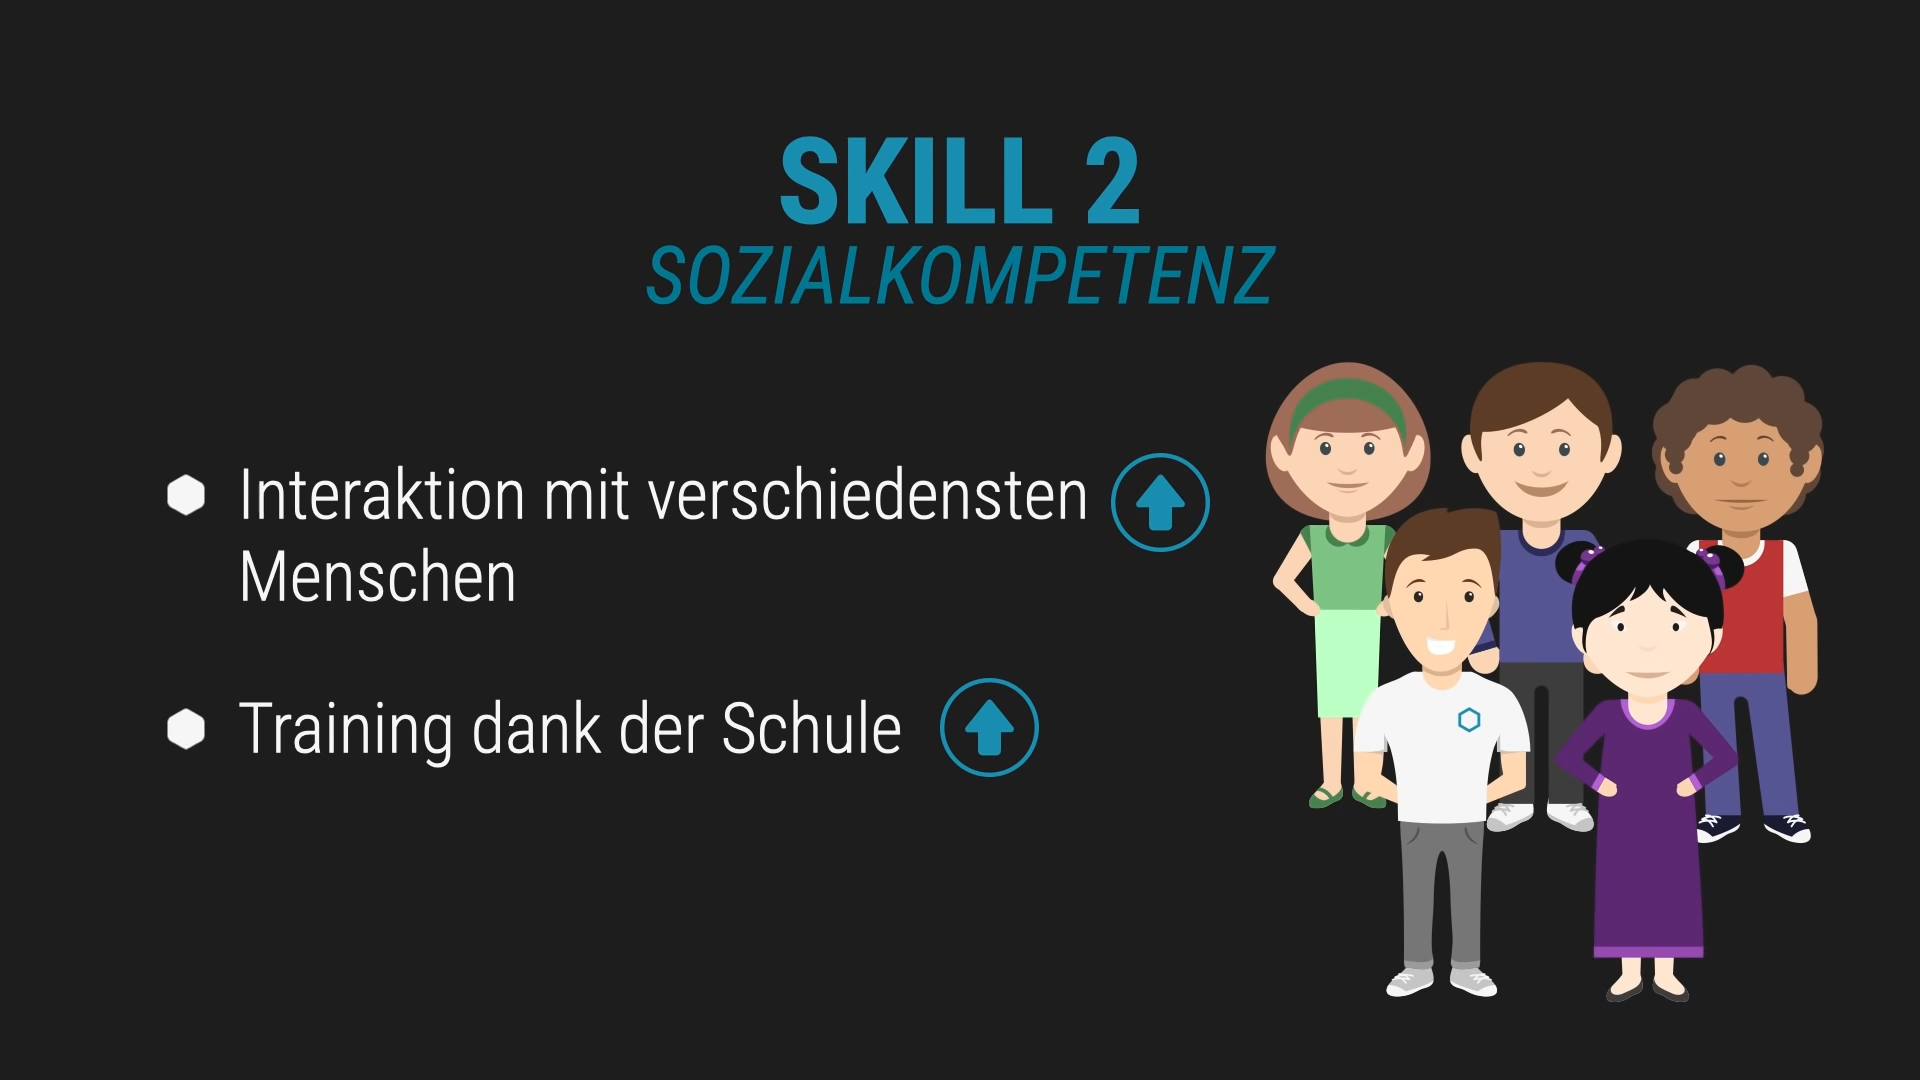 SKILL 2
SOZIALKOMPETENZ
Interaktion mit verschiedensten
Menschen
Training dank der Schule